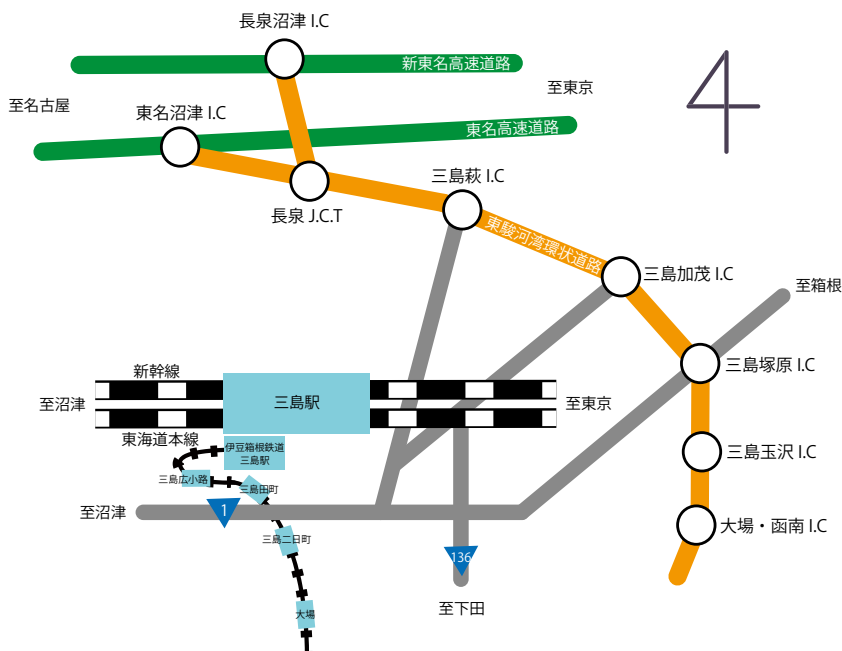 長泉沼津 I.C
新東名高速道路
至東京
至名古屋
東名沼津 I.C
東名高速道路
4
三島萩 I.C
長泉 J.C.T
東駿河湾環状道路
三島加茂 I.C
至箱根
三島塚原 I.C
新幹線
三島駅
至沼津
至東京
東海道本線
伊豆箱根鉄道
三島駅
三島玉沢 I.C
三島広小路
三島田町
至沼津
1
大場・函南 I.C
三島二日町
136
至下田
大場